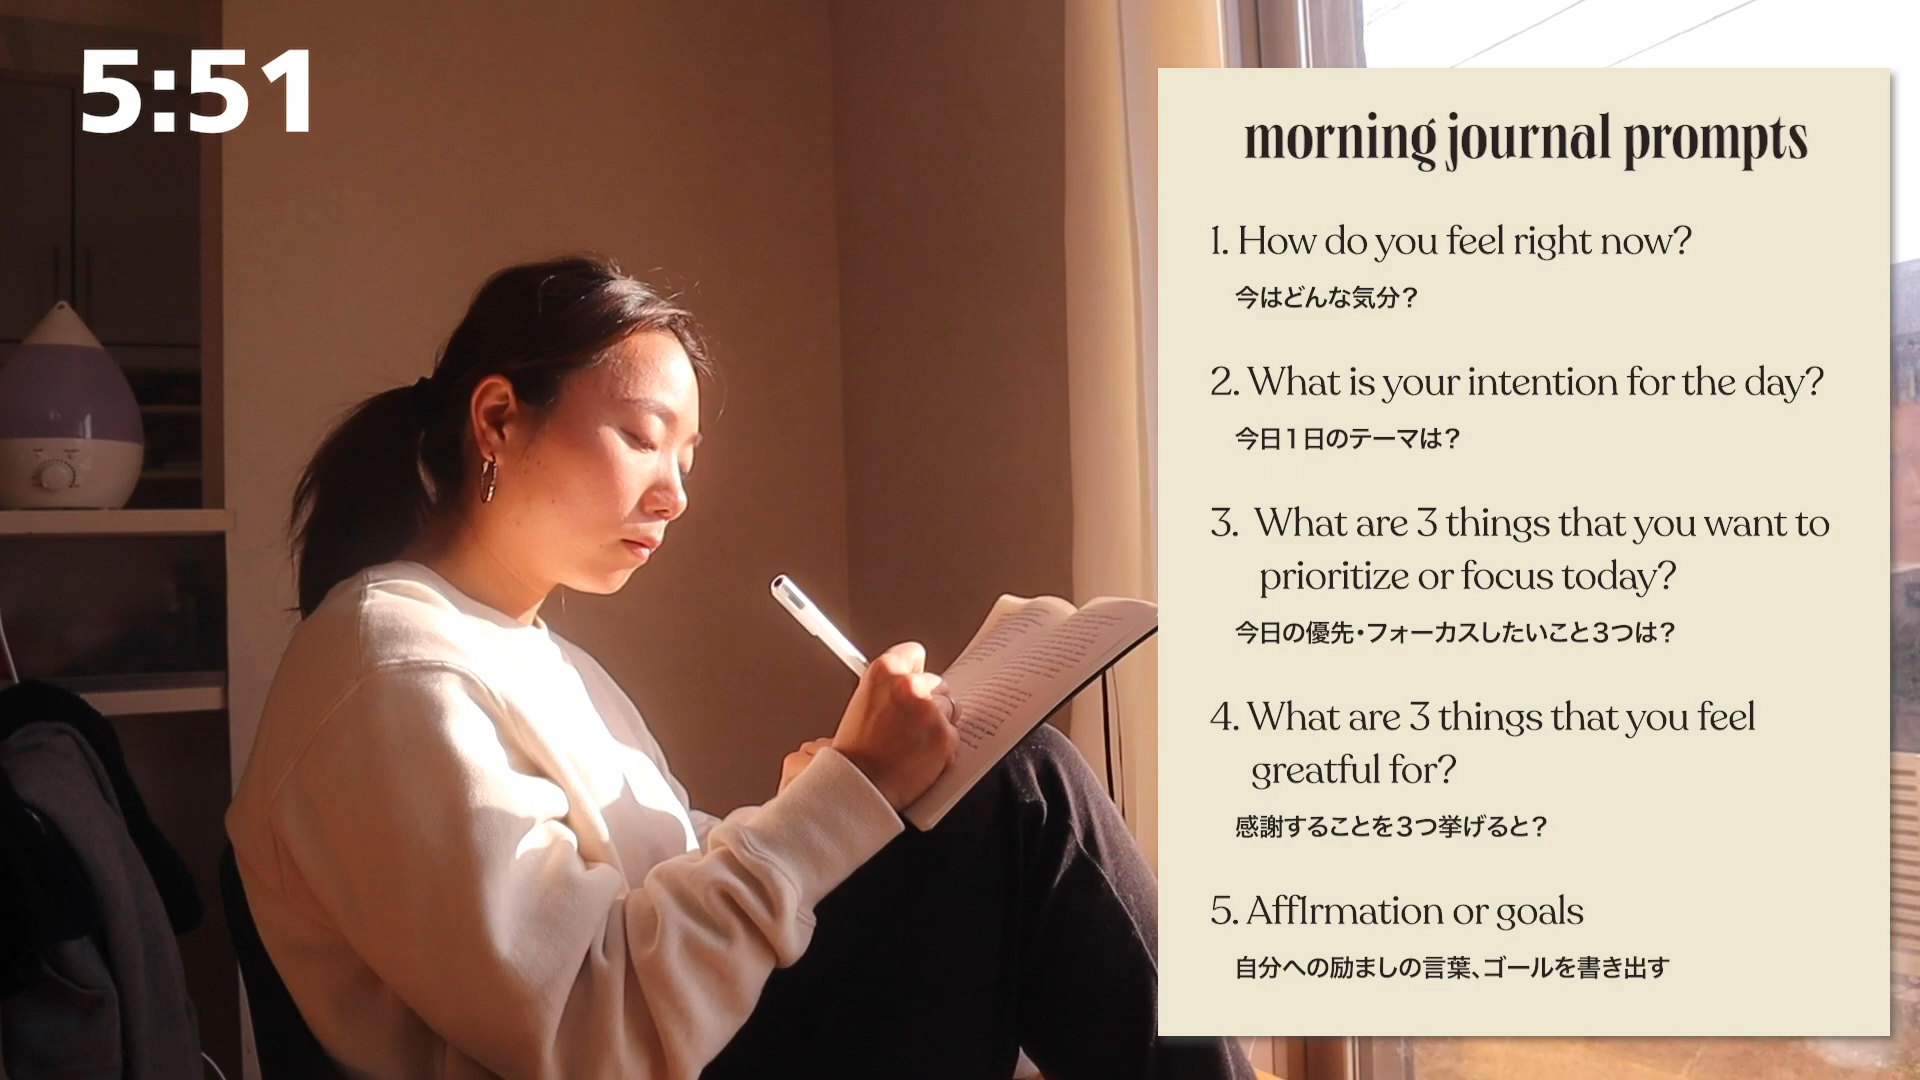 5:51
morning journal prompts
1. How do you feel right now?
今はどんな気分？
2. What is your intention for the day?
今日1日のテーマは？
3. What are 3 things that you want to
prioritize or focus today?
今日の優先・フォーカスしたいこと3つは？
4. What are 3 things that you feel
greatful for?
感謝することを3つ挙げると？
5. AffIrmation or goals
自分への励ましの言葉、ゴールを書き出す